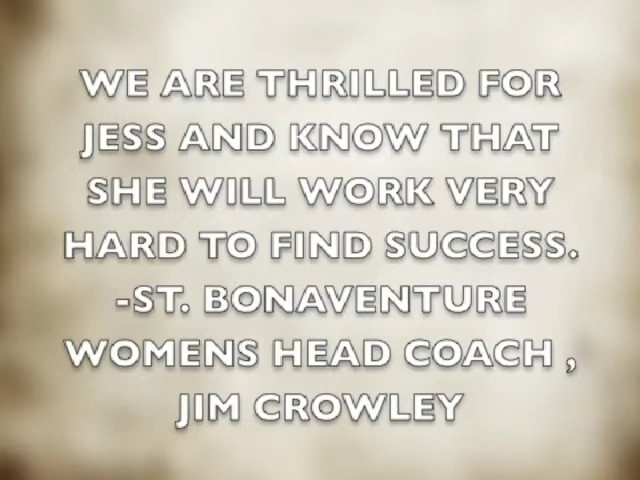 WE ARE THRILLED FOR
JESS AND KNOW THAT
SHE WILL WORK VERY
HARD TO FIND SUCCESS.
-ST. BONAVENTURE
WOMENS HEAD COACH ,
JIM CROWLEY